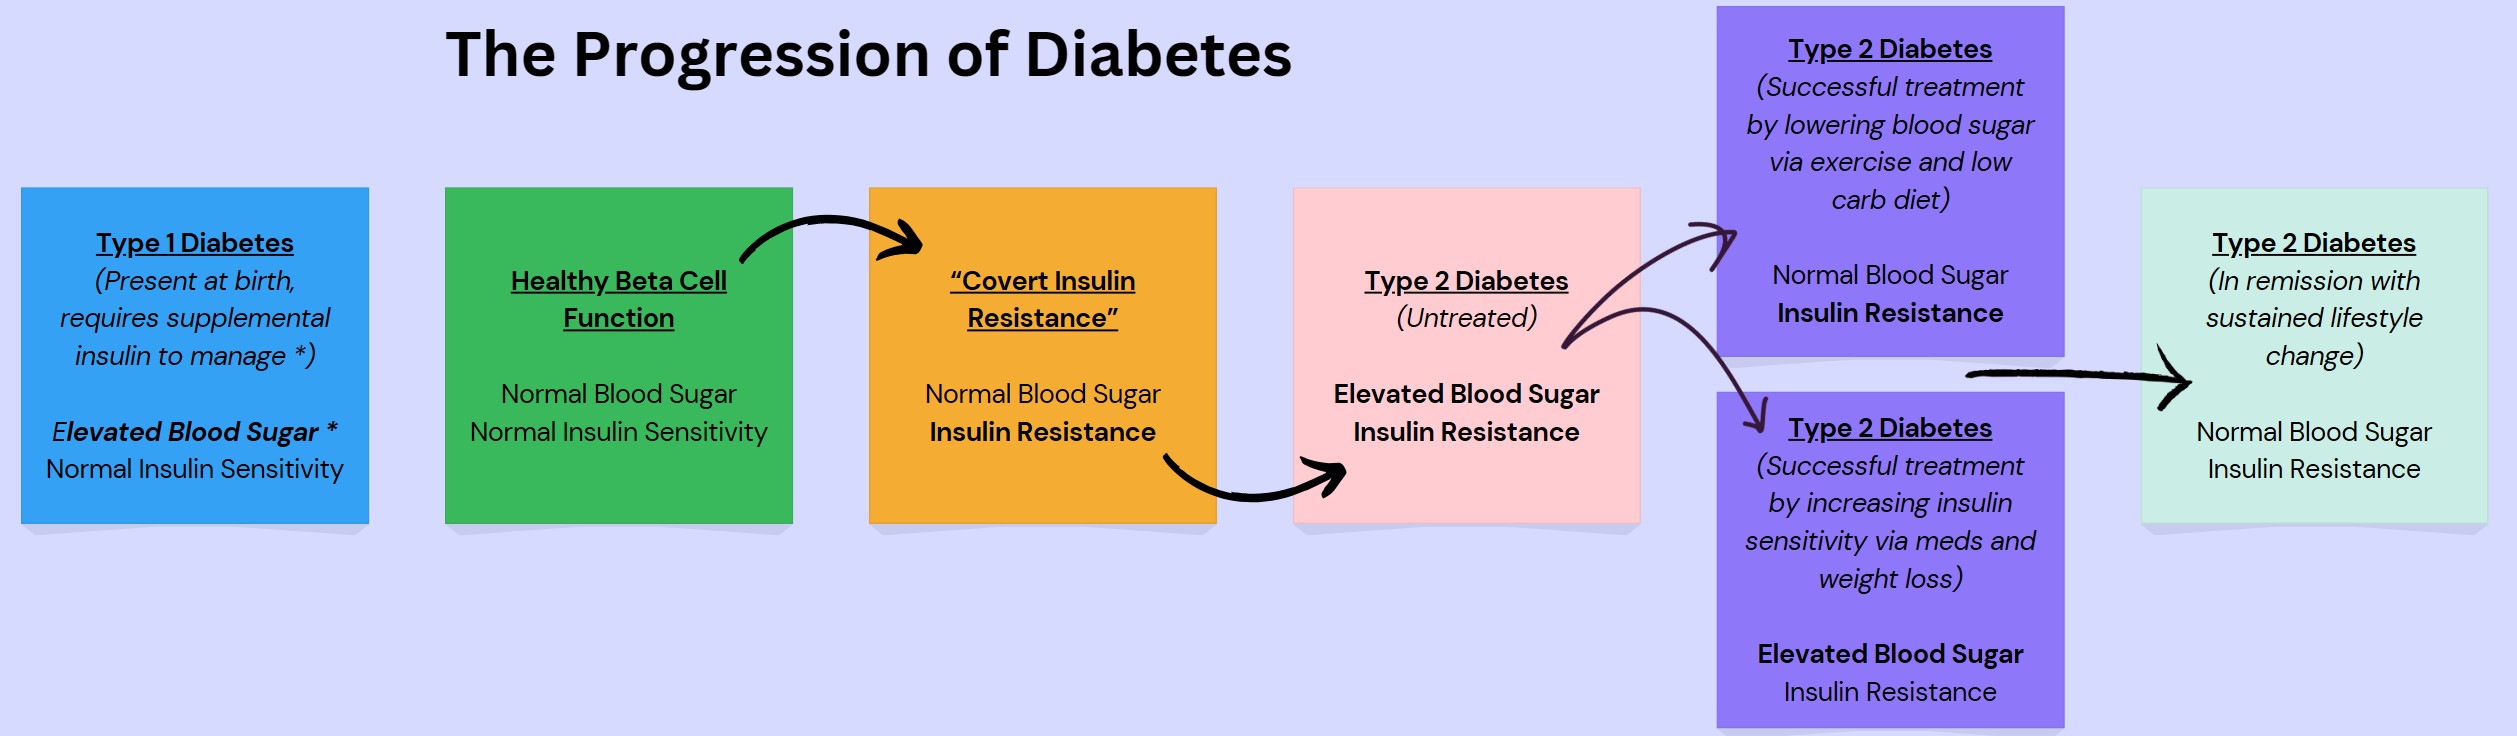 The Progression of Diabetes
Type 1 Diabetes
(Present at birth,
requires supplemental
insulin to manage *)
Elevated Blood Sugar *
Normal Insulin Sensitivity
Healthy Beta Cell
Function
Normal Blood Sugar
Normal Insulin Sensitivity
“Covert Insulin
Resistance”
Normal Blood Sugar
Insulin Resistance
Type 2 Diabetes
(Untreated)
Elevated Blood Sugar
Insulin Resistance
Type 2 Diabetes
(Successful treatment
by lowering blood sugar
via exercise and low
carb diet)
Normal Blood Sugar
Insulin Resistance
Type 2 Diabetes
(Successful treatment
by increasing insulin
sensitivity via meds and
weight loss)
Elevated Blood Sugar
Insulin Resistance
Type 2 Diabetes
(In remission with
sustained lifestyle
change)
Normal Blood Sugar
Insulin Resistance